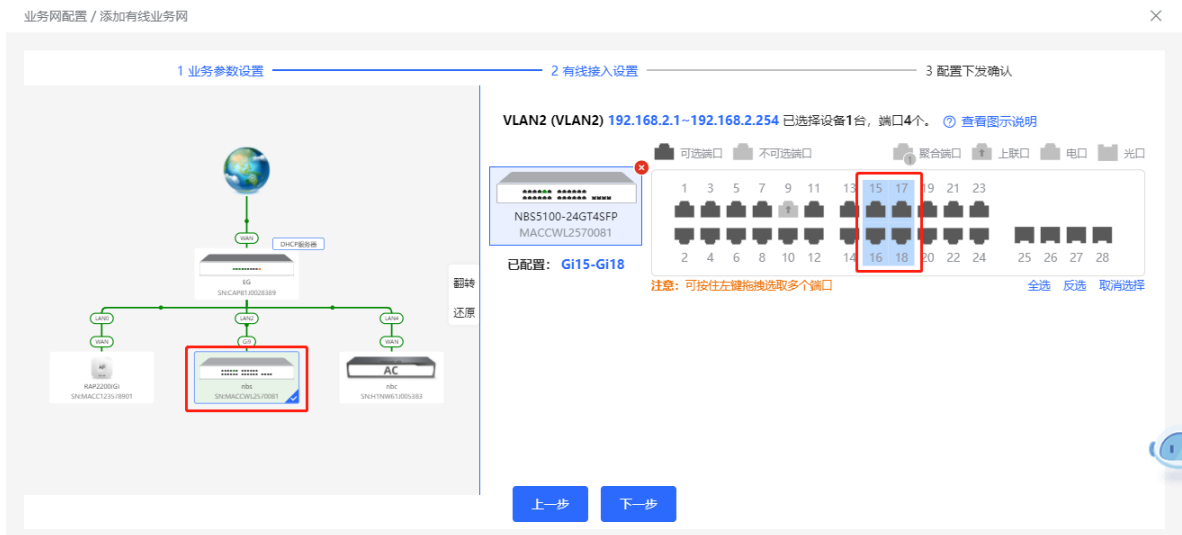 业务网配置 / 添加有线业务网
1 业务参数设置
2 有线接入设置
3 配置下发确认
WAN
DHCP服务器
SG
SN:CAP81J0028389
LAN0
LAN2
LAN4
WAN
Gi9
WAN
AP
RAP2200(G)
SN:MACC123578901
nbs
SN:MACCWL2570081
AC
nbc
SN:H1NW61J005383
翻转
还原
VLAN2 (VLAN2) 192.168.2.1~192.168.2.254 已选择设备1台，端口4个。 查看图示说明
可选端口 不可选端口 聚合端口 上联口 电口 光口
NBS5100-24GT4SFP
MACCWL2570081
已配置： Gi15-Gi18
1 3 5 7 9 11 13 15 17 19 21 23
2 4 6 8 10 12 14 16 18 20 22 24 25 26 27 28
注意：可按住左键拖拽选取多个端口
全选 反选 取消选择
上一步 下一步